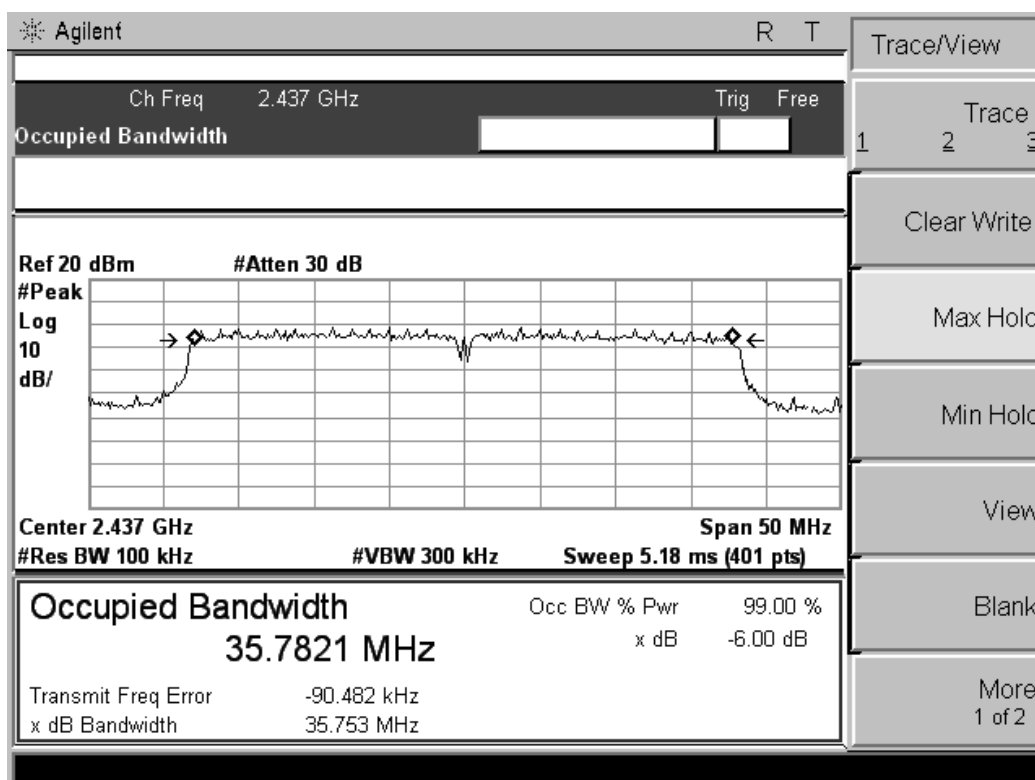 Agilent R T
Ch Freq 2.437 GHz Trig Free
Occupied Bandwidth
Ref 20 dBm #Atten 30 dB
#Peak
Log
10
dB/
Center 2.437 GHz Span 50 MHz
#Res BW 100 kHz #VBW 300 kHz Sweep 5.18 ms (401 pts)
Occupied Bandwidth Occ BW % Pwr 99.00 %
35.7821 MHz x dB -6.00 dB
Transmit Freq Error -90.482 kHz
x dB Bandwidth 35.753 MHz
Trace/View
Trace
1 2 3
Clear Write
Max Hold
Min Hold
View
Blank
More
1 of 2